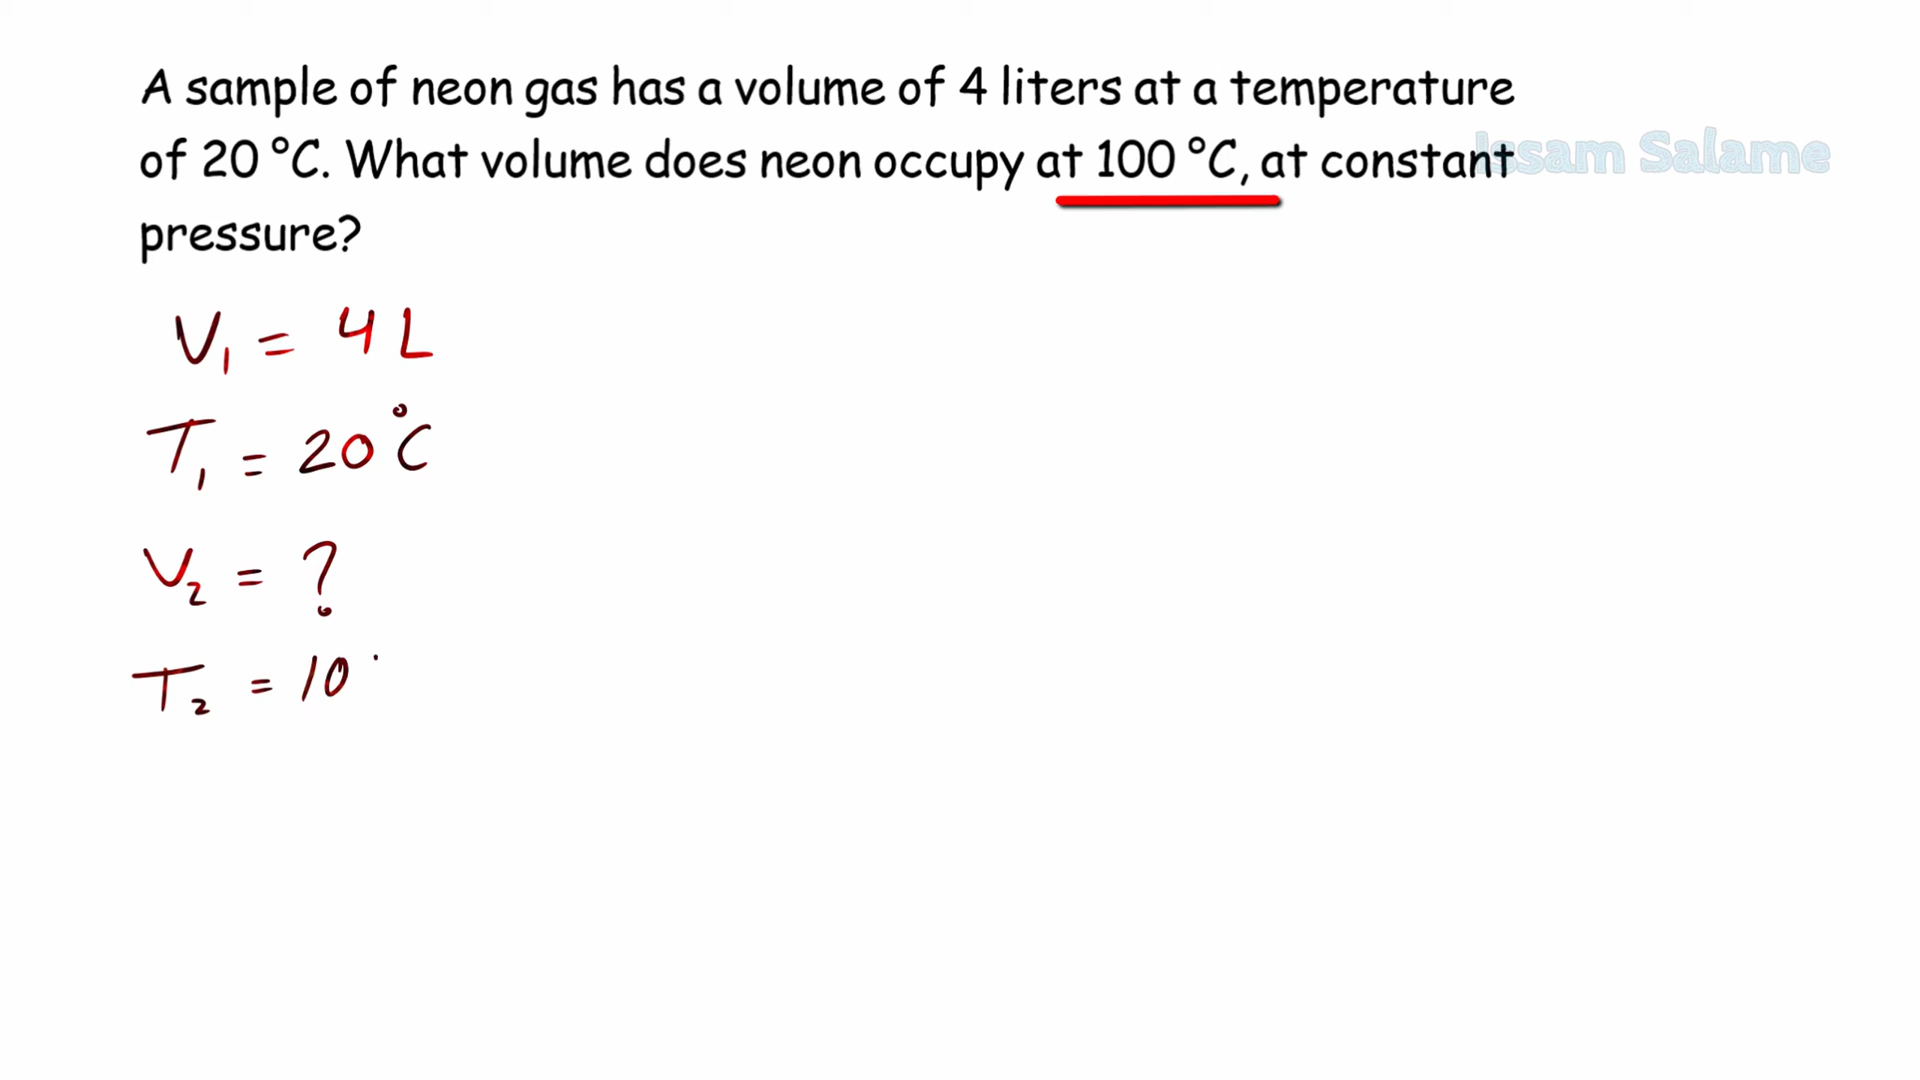 A sample of neon gas has a volume of 4 liters at a temperature
of 20 °C. What volume does neon occupy at 100 °C, at constant
Issam Salame
pressure?
V₁ = 4 L
T₁ = 20 °C
V₂ = ?
T₂ = 10